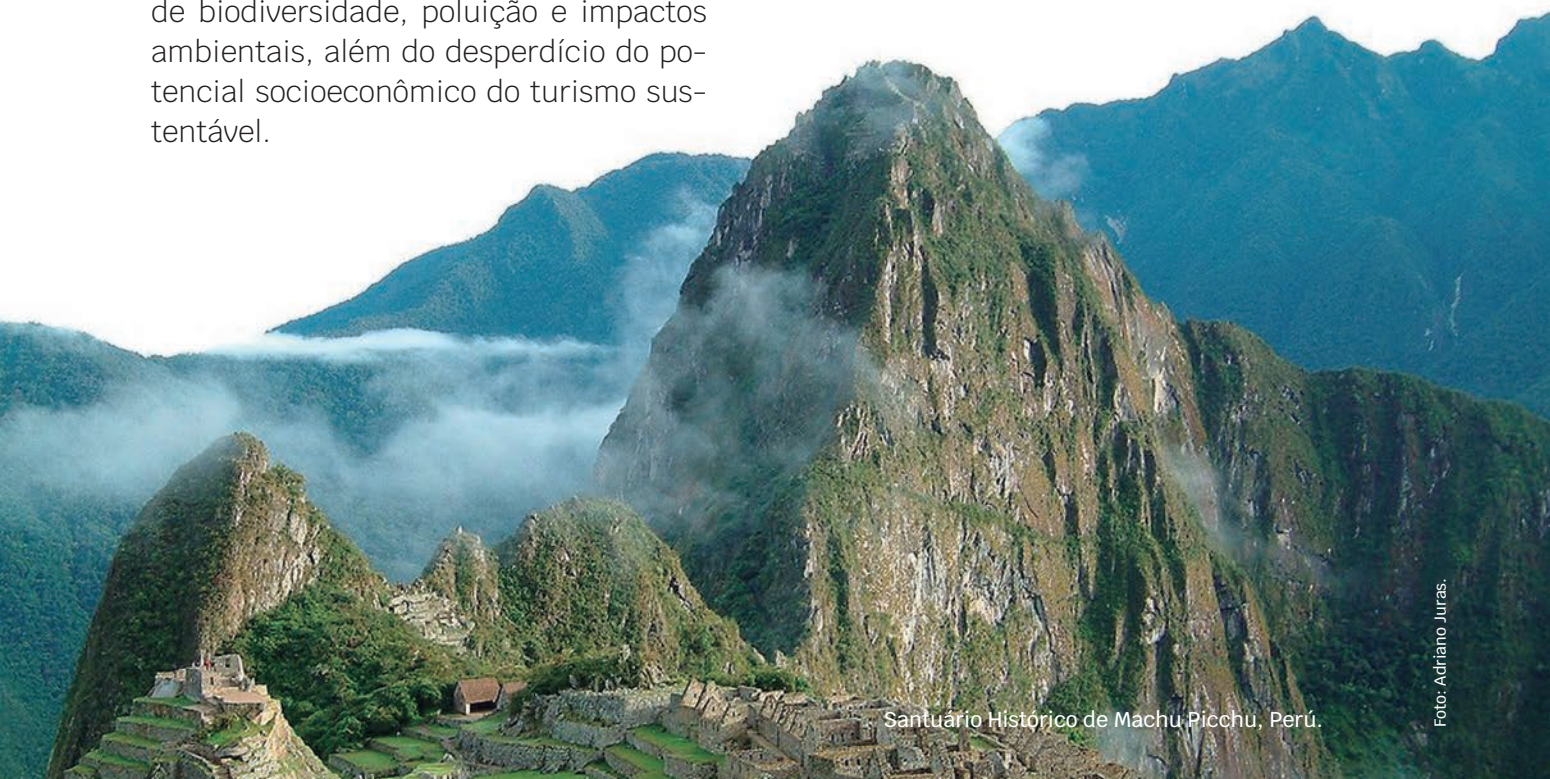 de biodiversidade, poluição e impactos
ambientais, além do desperdício do po-
tencial socioeconômico do turismo sus-
tentável.
Santuário Histórico de Machu Picchu, Perú.
Foto: Adriano Juras.